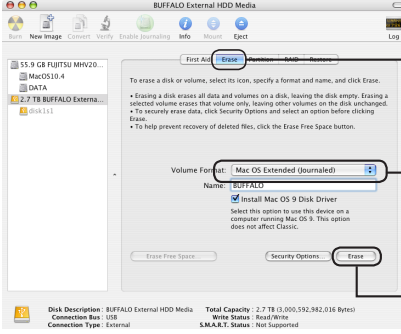 BUFFALO External HDD Media
Burn New Image Convert Verify Enable Journaling Info Mount Eject Log
55.9 GB FUJITSU MHV20...
MacOS10.4
DATA
2.7 TB BUFFALO Externa...
disk1s1
First Aid Erase Partition RAID Restore
To erase a disk or volume, select its icon, specify a format and name, and click Erase.
• Erasing a disk erases all data and volumes on a disk, leaving the disk empty. Erasing a
selected volume erases that volume only, leaving other volumes on the disk unchanged.
• To securely erase data, click Security Options and select an option before clicking
Erase.
• To help prevent recovery of deleted files, click the Erase Free Space button.
Volume Format: Mac OS Extended (Journaled)
Name: BUFFALO
Install Mac OS 9 Disk Driver
Select this option to use this device on a
computer running Mac OS 9. This option
does not affect Classic.
Erase Free Space... Security Options... Erase
Disk Description : BUFFALO External HDD Media Total Capacity : 2.7 TB (3,000,592,982,016 Bytes)
Connection Bus : USB Write Status : Read/Write
Connection Type : External S.M.A.R.T. Status : Not Supported